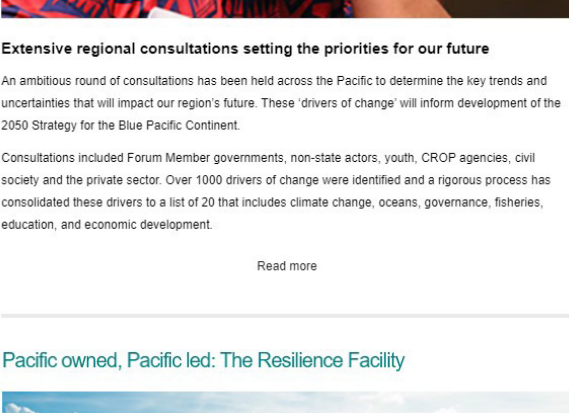 Extensive regional consultations setting the priorities for our future
An ambitious round of consultations has been held across the Pacific to determine the key trends and
uncertainties that will impact our region's future. These 'drivers of change' will inform development of the
2050 Strategy for the Blue Pacific Continent.
Consultations included Forum Member governments, non-state actors, youth, CROP agencies, civil
society and the private sector. Over 1000 drivers of change were identified and a rigorous process has
consolidated these drivers to a list of 20 that includes climate change, oceans, governance, fisheries,
education, and economic development.
Read more
Pacific owned, Pacific led: The Resilience Facility